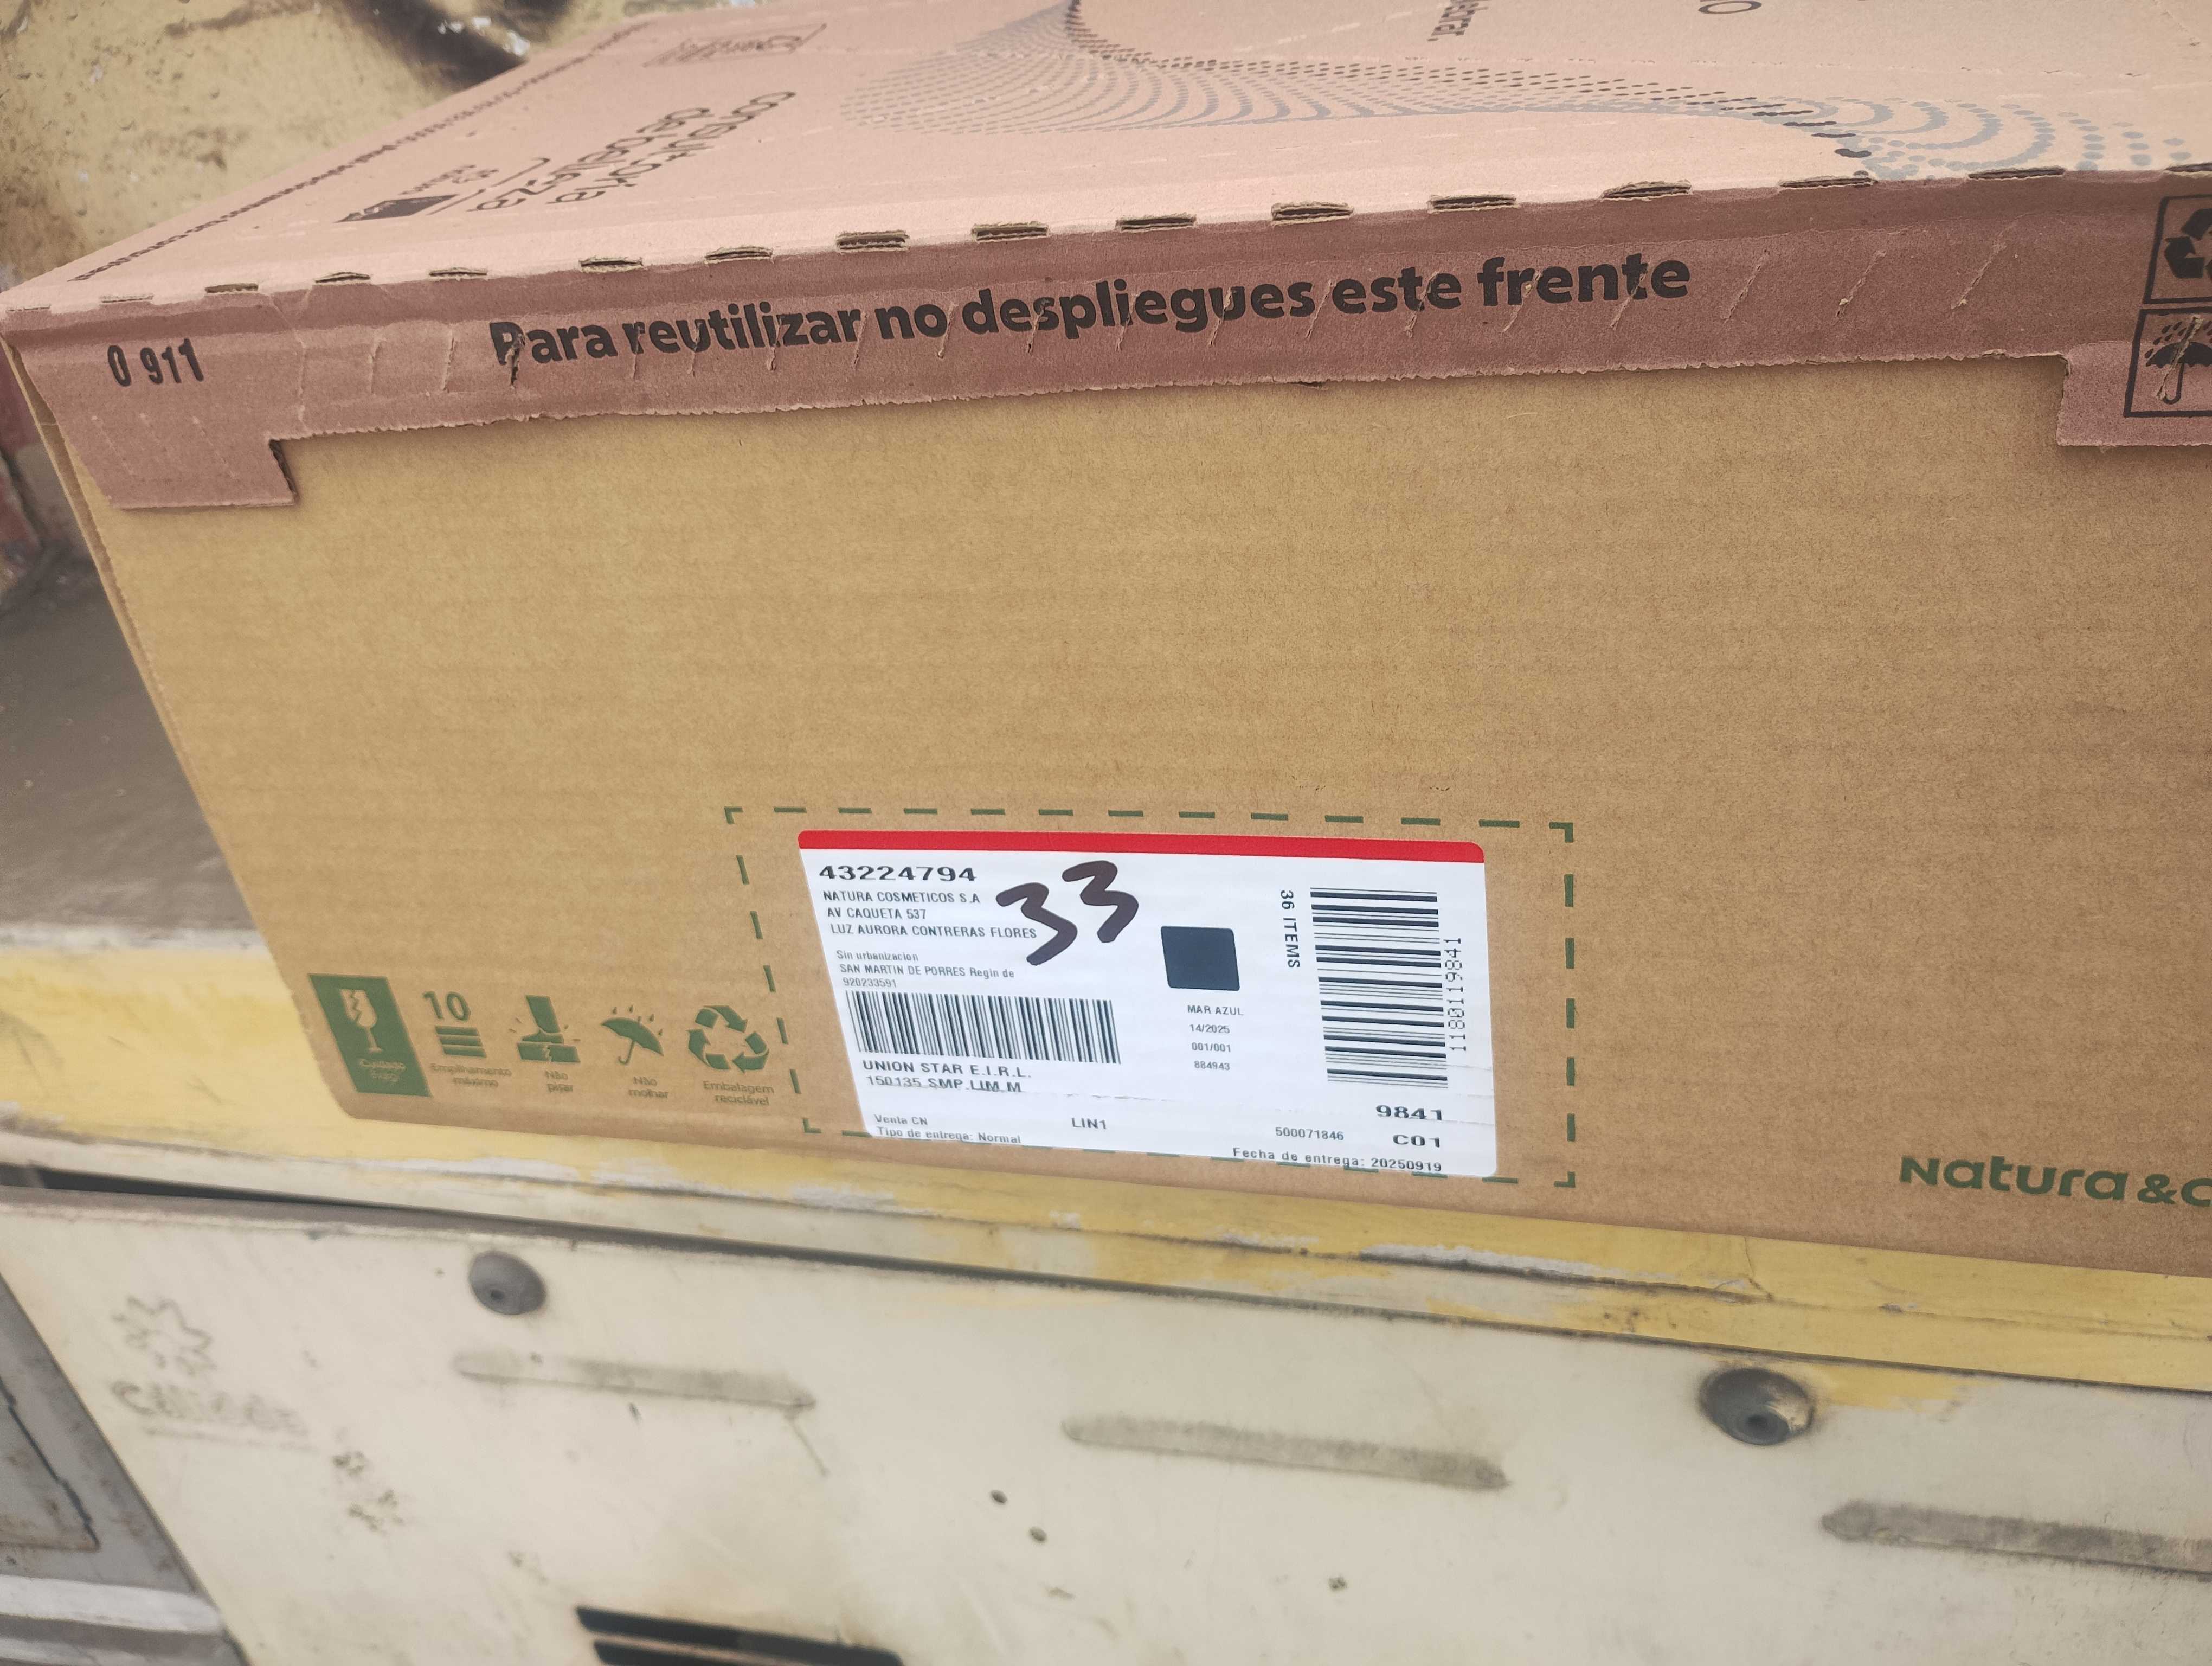 consultoría
de belleza
0 911
Para reutilizar no despliegues este frente
43224794
33
NATURA COSMETICOS S.A
AV CAQUETA 537
LUZ AURORA CONTRERAS FLORES
Sin urbanizacion
SAN MARTIN DE PORRES Regin de
920233591
UNION STAR E.I.R.L.
150135 SMP LIM M
Venta CN
LIN1
Tipo de entrega: Normal
MAR AZUL
14/2025
001/001
884943
36 ITEMS
1180119841
9841
500071846
C01
Fecha de entrega: 20250919
10
Empilhamento
máximo
Não
pisar
Não
molhar
Embalagem
reciclável
Natura &c